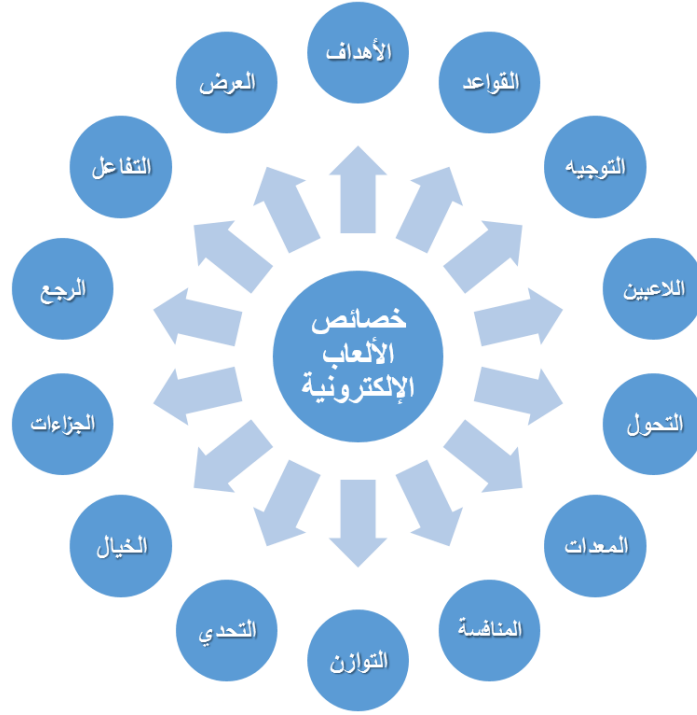 خصائص
الألعاب
الإلكترونية
الأهداف
القواعد
التوجيه
اللاعبين
التحول
المعدات
المنافسة
التوازن
التحدي
الخيال
الجزاءات
الرجع
التفاعل
العرض